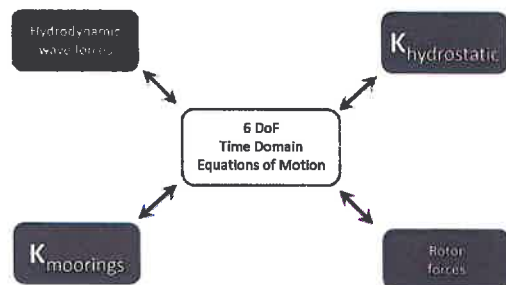 Hydrodynamic
wave forces
K hydrostatic
6 DoF
Time Domain
Equations of Motion
K moorings
Rotor
forces